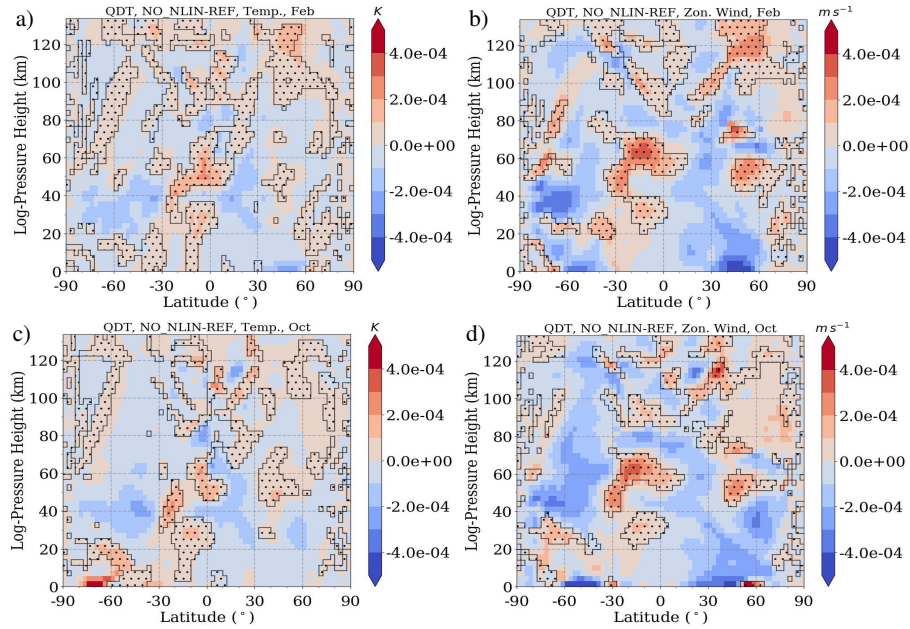 a) QDT, NO_NLIN-REF, Temp., Feb K
120
100
80
60
40
20
0
Log-Pressure Height (km)
-90 -60 -30 0 30 60 90
Latitude (°)
4.0e-04
2.0e-04
0.0e+00
-2.0e-04
-4.0e-04
b) QDT, NO_NLIN-REF, Zon. Wind, Feb m s⁻¹
120
100
80
60
40
20
0
Log-Pressure Height (km)
-90 -60 -30 0 30 60 90
Latitude (°)
4.0e-04
2.0e-04
0.0e+00
-2.0e-04
-4.0e-04
c) QDT, NO_NLIN-REF, Temp., Oct K
120
100
80
60
40
20
0
Log-Pressure Height (km)
-90 -60 -30 0 30 60 90
Latitude (°)
4.0e-04
2.0e-04
0.0e+00
-2.0e-04
-4.0e-04
d) QDT, NO_NLIN-REF, Zon. Wind, Oct m s⁻¹
120
100
80
60
40
20
0
Log-Pressure Height (km)
-90 -60 -30 0 30 60 90
Latitude (°)
4.0e-04
2.0e-04
0.0e+00
-2.0e-04
-4.0e-04